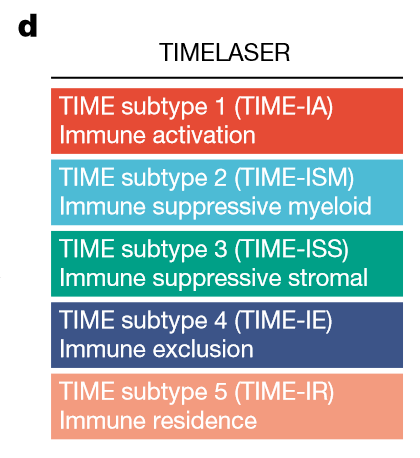 d
TIMELASER
TIME subtype 1 (TIME-IA)
Immune activation
TIME subtype 2 (TIME-ISM)
Immune suppressive myeloid
TIME subtype 3 (TIME-ISS)
Immune suppressive stromal
TIME subtype 4 (TIME-IE)
Immune exclusion
TIME subtype 5 (TIME-IR)
Immune residence